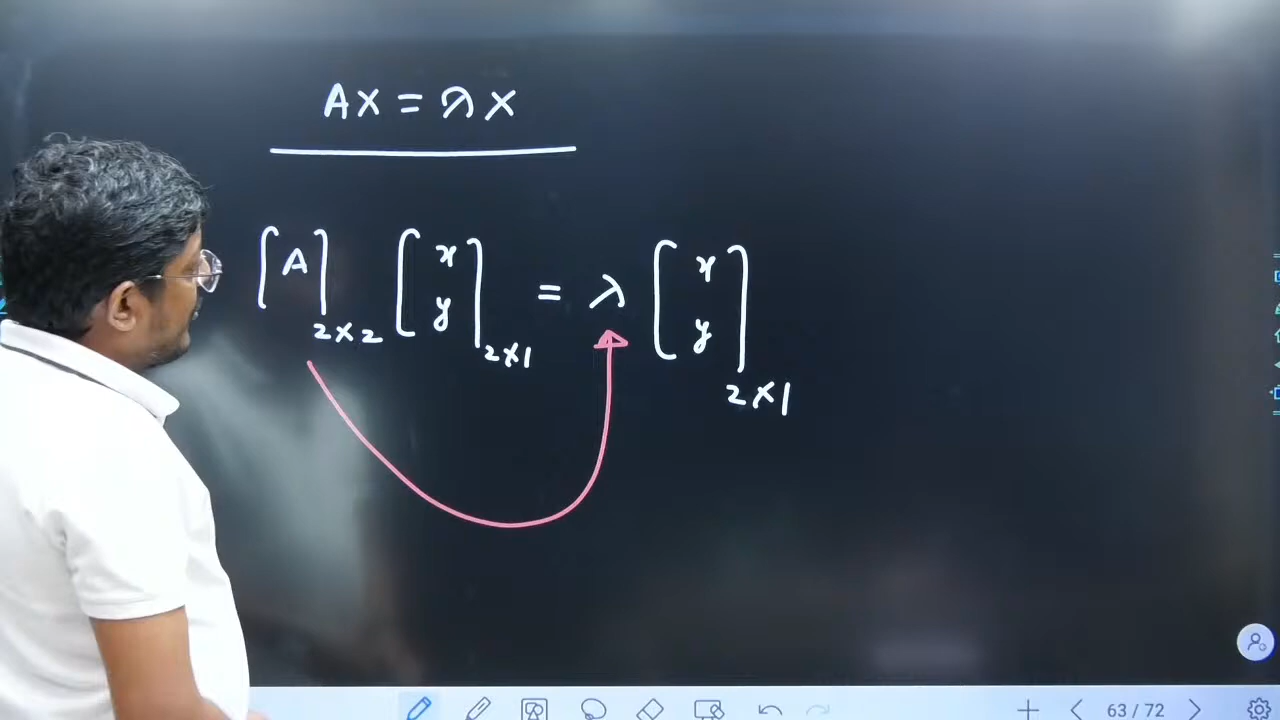 AX = λX
[A]2×2 [x y]2×1 = λ [x y]2×1
63 / 72